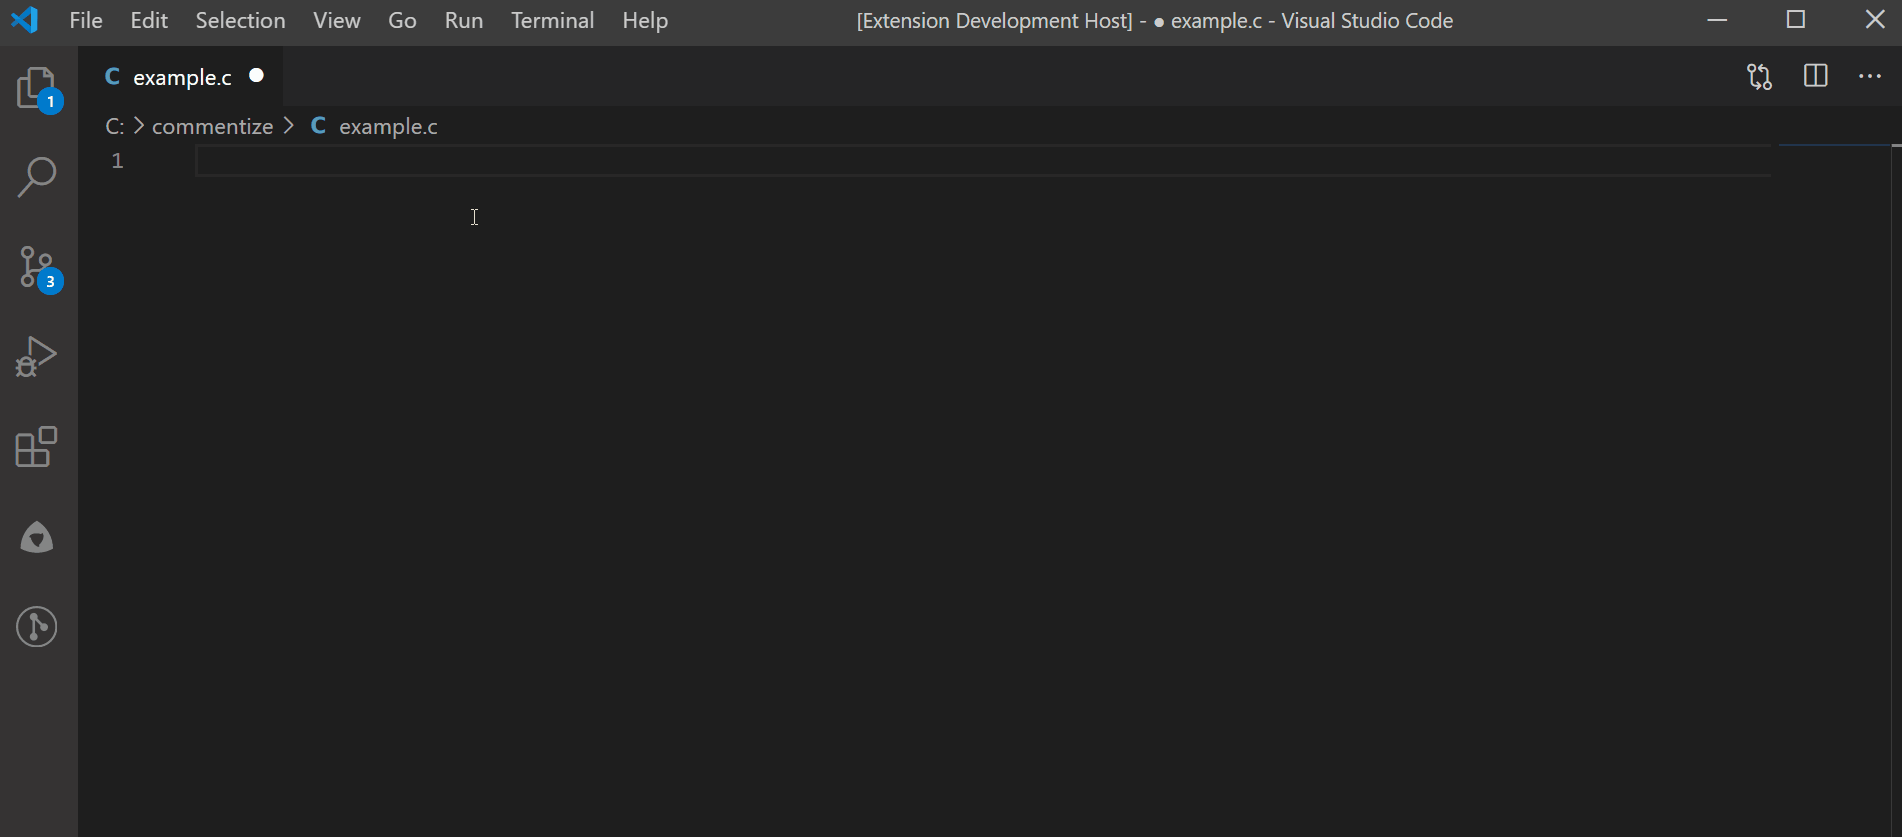 File Edit Selection View Go Run Terminal Help [Extension Development Host] - ● example.c - Visual Studio Code
C example.c ●
1
C: > commentize > C example.c
1
3